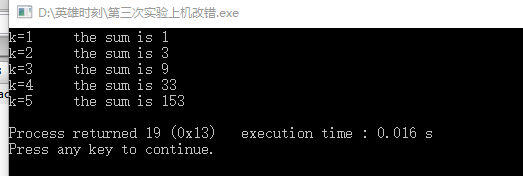 D:\英雄时刻\第三次实验上机改错.exe
k=1 the sum is 1
k=2 the sum is 3
k=3 the sum is 9
k=4 the sum is 33
k=5 the sum is 153
Process returned 19 (0x13) execution time : 0.016 s
Press any key to continue.